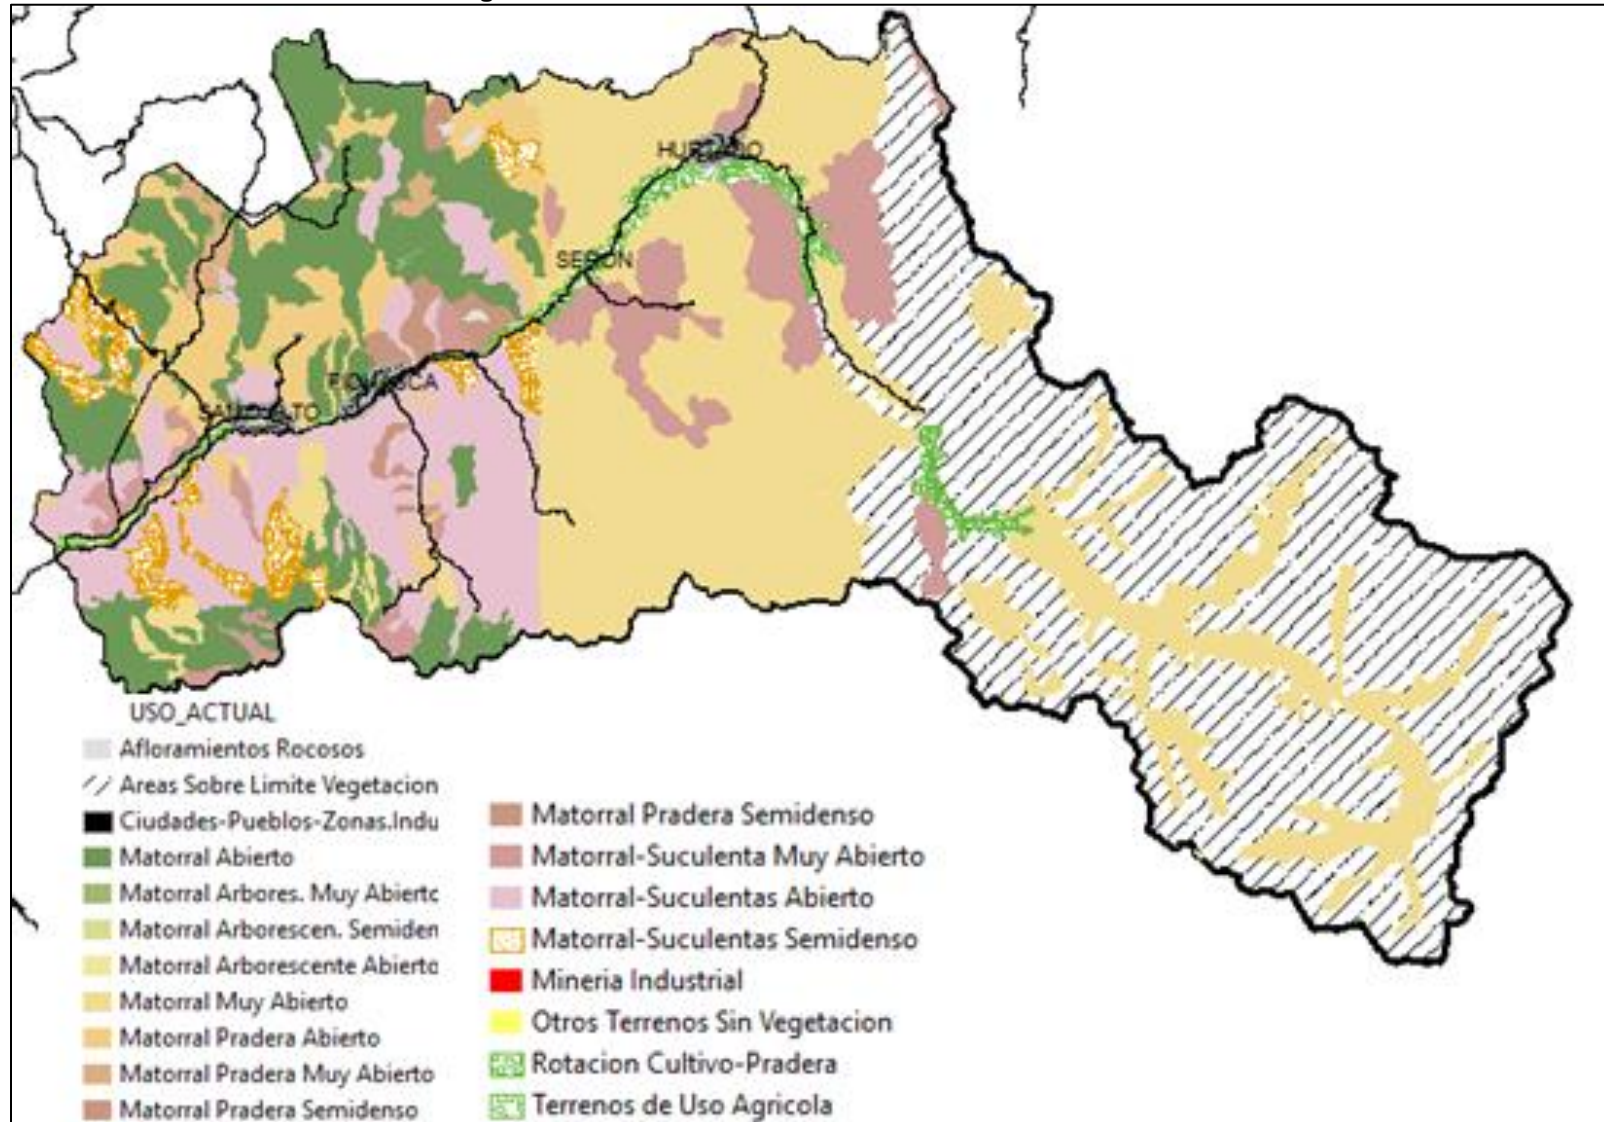 HURTADO
SERON
USO_ACTUAL
Afloramientos Rocosos
Areas Sobre Limite Vegetacion
Ciudades-Pueblos-Zonas.Indu
Matorral Abierto
Matorral Arbores. Muy Abierto
Matorral Arborescen. Semiden
Matorral Arborescente Abierto
Matorral Muy Abierto
Matorral Pradera Abierto
Matorral Pradera Muy Abierto
Matorral Pradera Semidenso
Matorral Pradera Semidenso
Matorral-Suculenta Muy Abierto
Matorral-Suculentas Abierto
Matorral-Suculentas Semidenso
Mineria Industrial
Otros Terrenos Sin Vegetacion
Rotacion Cultivo-Pradera
Terrenos de Uso Agricola